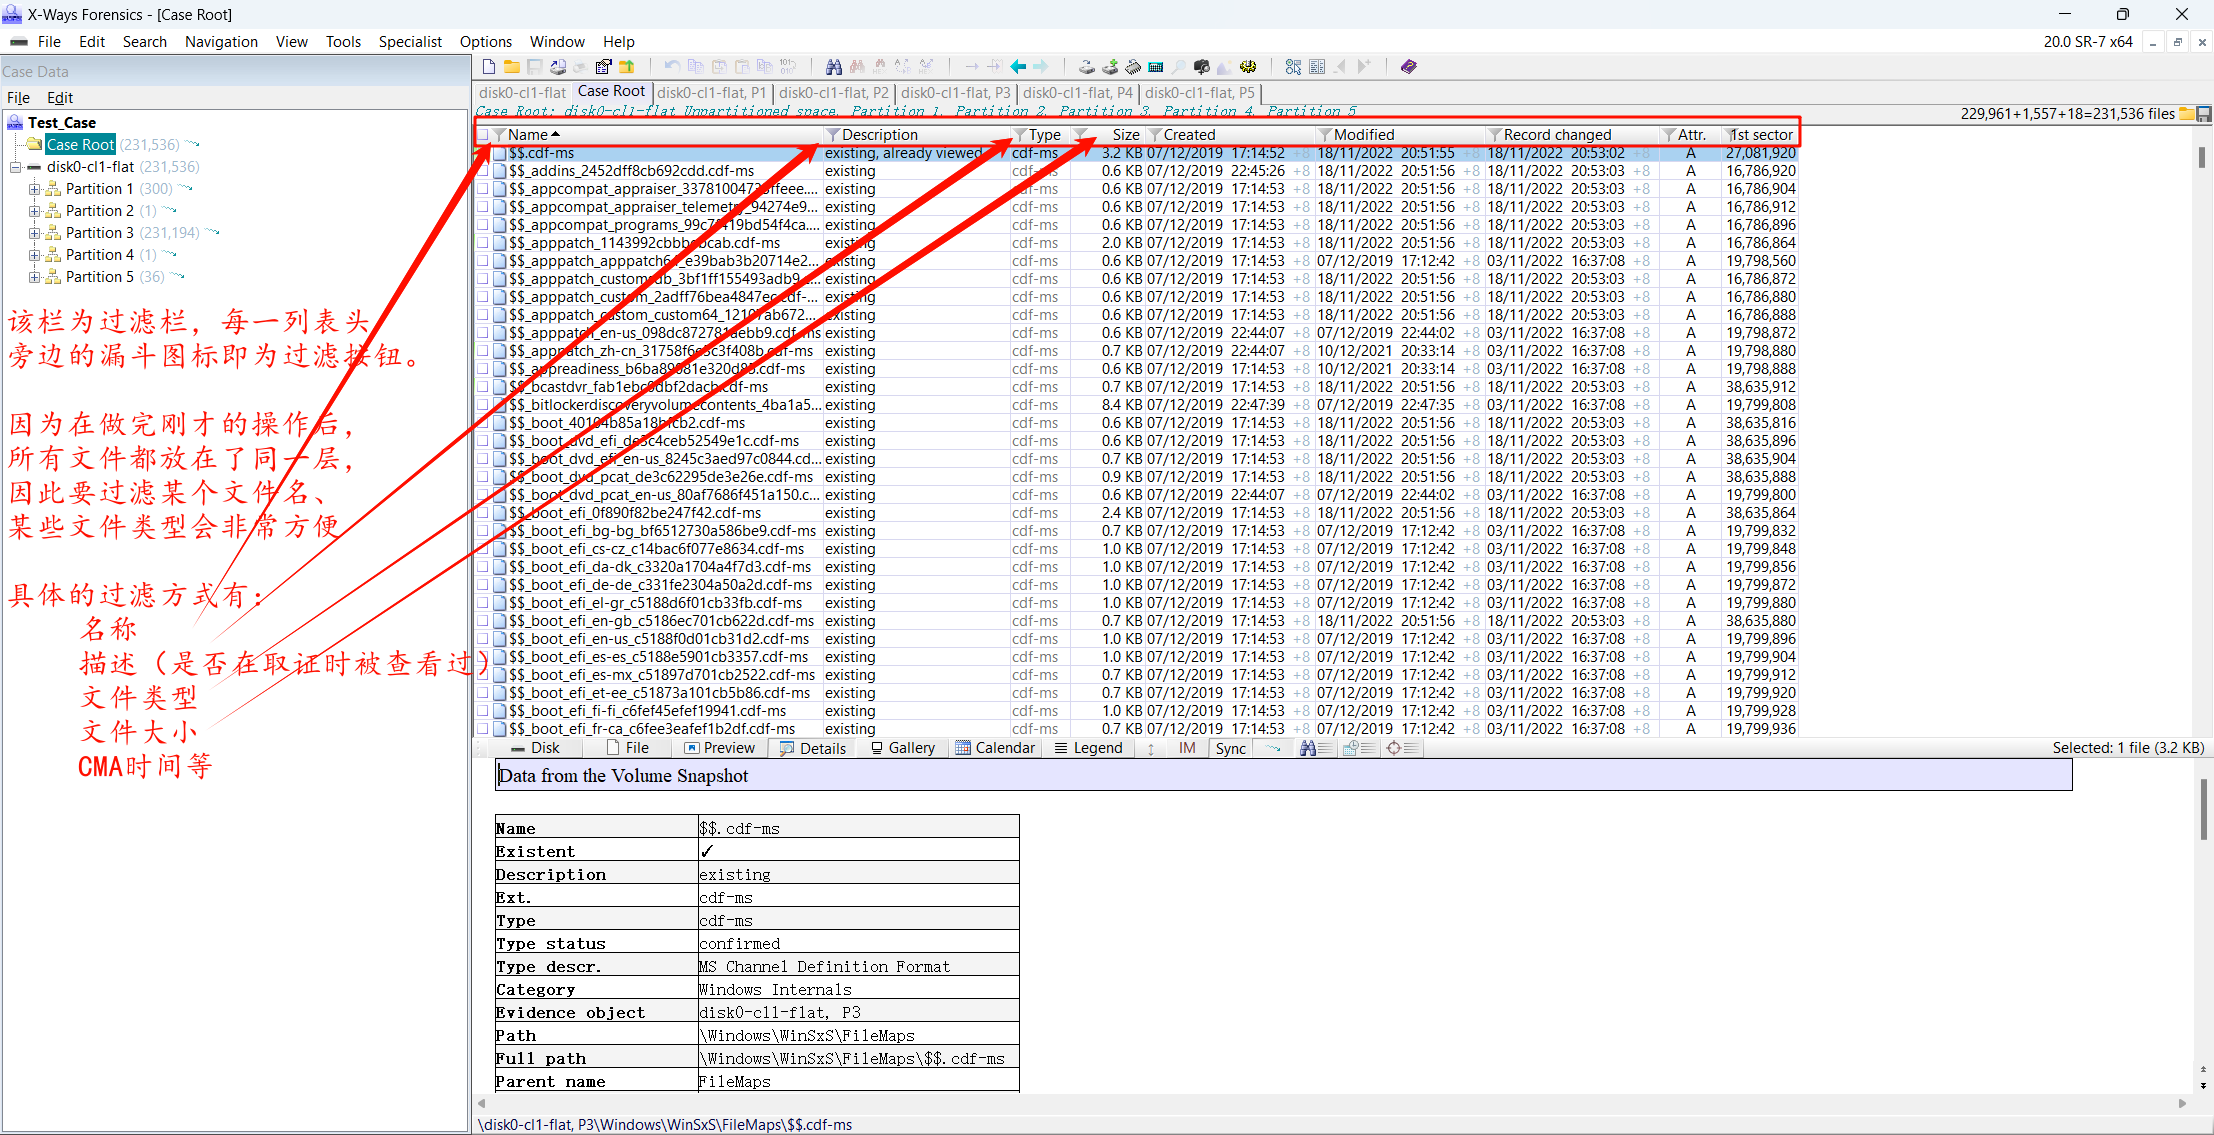 X-Ways Forensics - [Case Root]
File Edit Search Navigation View Tools Specialist Options Window Help 20.0 SR-7 x64
Case Data
File Edit
Test_Case
Case Root (231,536)
disk0-cl1-flat (231,536)
Partition 1 (300)
Partition 2 (1)
Partition 3 (231,194)
Partition 4 (1)
Partition 5 (36)
该栏为过滤栏，每一列表头
旁边的漏斗图标即为过滤按钮。
因为在做完刚才的操作后，
所有文件都放在了同一层，
因此要过滤某个文件名、
某些文件类型会非常方便
具体的过滤方式有：
名称
描述（是否在取证时被查看过）
文件类型
文件大小
CMA时间等
disk0-cl1-flat Case Root disk0-cl1-flat, P1 disk0-cl1-flat, P2 disk0-cl1-flat, P3 disk0-cl1-flat, P4 disk0-cl1-flat, P5
Case Root: disk0-cl1-flat Unpartitioned space, Partition 1, Partition 2, Partition 3, Partition 4, Partition 5 229,961+1,557+18=231,536 files
Name Description Type Size Created Modified Record changed Attr. 1st sector
$$.cdf-ms existing, already viewed cdf-ms 3.2 KB 07/12/2019 17:14:52 +8 18/11/2022 20:51:55 +8 18/11/2022 20:53:02 +8 A 27,081,920
$$_addins_2452dff8cb692cdd.cdf-ms existing cdf-ms 0.6 KB 07/12/2019 22:45:26 +8 18/11/2022 20:51:56 +8 18/11/2022 20:53:03 +8 A 16,786,920
$$_appcompat_appraiser_33781004725ffeee.... existing cdf-ms 0.6 KB 07/12/2019 17:14:53 +8 18/11/2022 20:51:56 +8 18/11/2022 20:53:03 +8 A 16,786,904
$$_appcompat_appraiser_telemetry_94274e9... existing cdf-ms 0.6 KB 07/12/2019 17:14:53 +8 18/11/2022 20:51:56 +8 18/11/2022 20:53:03 +8 A 16,786,912
$$_appcompat_programs_99c75419bd54f4ca.... existing cdf-ms 0.6 KB 07/12/2019 17:14:53 +8 18/11/2022 20:51:56 +8 18/11/2022 20:53:03 +8 A 16,786,896
existing cdf-ms 2.0 KB 07/12/2019 17:14:53 +8 18/11/2022 20:51:56 +8 18/11/2022 20:53:03 +8 A 16,786,864
existing cdf-ms 0.6 KB 07/12/2019 17:14:53 +8 07/12/2019 17:12:42 +8 03/11/2022 16:37:08 +8 A 19,798,560
existing cdf-ms 0.6 KB 07/12/2019 17:14:53 +8 18/11/2022 20:51:56 +8 18/11/2022 20:53:03 +8 A 16,786,872
existing cdf-ms 0.6 KB 07/12/2019 17:14:53 +8 18/11/2022 20:51:56 +8 18/11/2022 20:53:03 +8 A 16,786,880
existing cdf-ms 0.6 KB 07/12/2019 17:14:53 +8 18/11/2022 20:51:56 +8 18/11/2022 20:53:03 +8 A 16,786,888
existing cdf-ms 0.6 KB 07/12/2019 22:44:07 +8 07/12/2019 22:44:02 +8 03/11/2022 16:37:08 +8 A 19,798,872
existing cdf-ms 0.7 KB 07/12/2019 22:44:07 +8 10/12/2021 20:33:14 +8 03/11/2022 16:37:08 +8 A 19,798,880
existing cdf-ms 0.6 KB 07/12/2019 22:44:07 +8 10/12/2021 20:33:14 +8 03/11/2022 16:37:08 +8 A 19,798,888
existing cdf-ms 0.7 KB 07/12/2019 17:14:53 +8 18/11/2022 20:51:56 +8 18/11/2022 20:53:03 +8 A 38,635,912
$$_bitlockerdiscoveryvolumecontents_4ba1a5... existing cdf-ms 8.4 KB 07/12/2019 22:47:39 +8 07/12/2019 22:47:35 +8 03/11/2022 16:37:08 +8 A 19,799,808
existing cdf-ms 0.6 KB 07/12/2019 17:14:53 +8 18/11/2022 20:51:56 +8 18/11/2022 20:53:03 +8 A 38,635,816
existing cdf-ms 0.6 KB 07/12/2019 17:14:53 +8 18/11/2022 20:51:56 +8 18/11/2022 20:53:03 +8 A 38,635,896
$$_boot_dvd_efi_en-us_8245c3aed97c0844.cd... existing cdf-ms 0.7 KB 07/12/2019 17:14:53 +8 18/11/2022 20:51:56 +8 18/11/2022 20:53:03 +8 A 38,635,904
$$_boot_dvd_pcat_de3c62295de3e26e.cdf-ms existing cdf-ms 0.9 KB 07/12/2019 17:14:53 +8 18/11/2022 20:51:56 +8 18/11/2022 20:53:03 +8 A 38,635,888
$$_boot_dvd_pcat_en-us_80af7686f451a150.c... existing cdf-ms 0.6 KB 07/12/2019 22:44:07 +8 07/12/2019 22:44:02 +8 03/11/2022 16:37:08 +8 A 19,799,800
$$_boot_efi_0f890f82be247f42.cdf-ms existing cdf-ms 2.4 KB 07/12/2019 17:14:53 +8 18/11/2022 20:51:56 +8 18/11/2022 20:53:03 +8 A 38,635,864
$$_boot_efi_bg-bg_bf6512730a586be9.cdf-ms existing cdf-ms 0.7 KB 07/12/2019 17:14:53 +8 07/12/2019 17:12:42 +8 03/11/2022 16:37:08 +8 A 19,799,832
$$_boot_efi_cs-cz_c14bac6f077e8634.cdf-ms existing cdf-ms 1.0 KB 07/12/2019 17:14:53 +8 07/12/2019 17:12:42 +8 03/11/2022 16:37:08 +8 A 19,799,848
$$_boot_efi_da-dk_c3320a1704a4f7d3.cdf-ms existing cdf-ms 1.0 KB 07/12/2019 17:14:53 +8 07/12/2019 17:12:42 +8 03/11/2022 16:37:08 +8 A 19,799,856
$$_boot_efi_de-de_c331fe2304a50a2d.cdf-ms existing cdf-ms 1.0 KB 07/12/2019 17:14:53 +8 07/12/2019 17:12:42 +8 03/11/2022 16:37:08 +8 A 19,799,872
$$_boot_efi_el-gr_c5188d6f01cb33fb.cdf-ms existing cdf-ms 1.0 KB 07/12/2019 17:14:53 +8 07/12/2019 17:12:42 +8 03/11/2022 16:37:08 +8 A 19,799,880
$$_boot_efi_en-gb_c5186ec701cb622d.cdf-ms existing cdf-ms 0.7 KB 07/12/2019 17:14:53 +8 18/11/2022 20:51:56 +8 18/11/2022 20:53:03 +8 A 38,635,880
$$_boot_efi_en-us_c5188f0d01cb31d2.cdf-ms existing cdf-ms 1.0 KB 07/12/2019 17:14:53 +8 07/12/2019 17:12:42 +8 03/11/2022 16:37:08 +8 A 19,799,896
$$_boot_efi_es-es_c5188e5901cb3357.cdf-ms existing cdf-ms 1.0 KB 07/12/2019 17:14:53 +8 07/12/2019 17:12:42 +8 03/11/2022 16:37:08 +8 A 19,799,904
$$_boot_efi_es-mx_c51897d701cb2522.cdf-ms existing cdf-ms 0.7 KB 07/12/2019 17:14:53 +8 07/12/2019 17:12:42 +8 03/11/2022 16:37:08 +8 A 19,799,912
$$_boot_efi_et-ee_c51873a101cb5b86.cdf-ms existing cdf-ms 0.7 KB 07/12/2019 17:14:53 +8 07/12/2019 17:12:42 +8 03/11/2022 16:37:08 +8 A 19,799,920
$$_boot_efi_fi-fi_c6fef45efef19941.cdf-ms existing cdf-ms 1.0 KB 07/12/2019 17:14:53 +8 07/12/2019 17:12:42 +8 03/11/2022 16:37:08 +8 A 19,799,928
$$_boot_efi_fr-ca_c6fee3eafef1b2df.cdf-ms existing cdf-ms 0.7 KB 07/12/2019 17:14:53 +8 07/12/2019 17:12:42 +8 03/11/2022 16:37:08 +8 A 19,799,936
Disk File Preview Details Gallery Calendar Legend IM Sync Selected: 1 file (3.2 KB)
Data from the Volume Snapshot
Name $$.cdf-ms
Existent ✓
Description existing
Ext. cdf-ms
Type cdf-ms
Type status confirmed
Type descr. MS Channel Definition Format
Category Windows Internals
Evidence object disk0-cl1-flat, P3
Path \Windows\WinSxS\FileMaps
Full path \Windows\WinSxS\FileMaps\$$.cdf-ms
Parent name FileMaps
\disk0-cl1-flat, P3\Windows\WinSxS\FileMaps\$$.cdf-ms